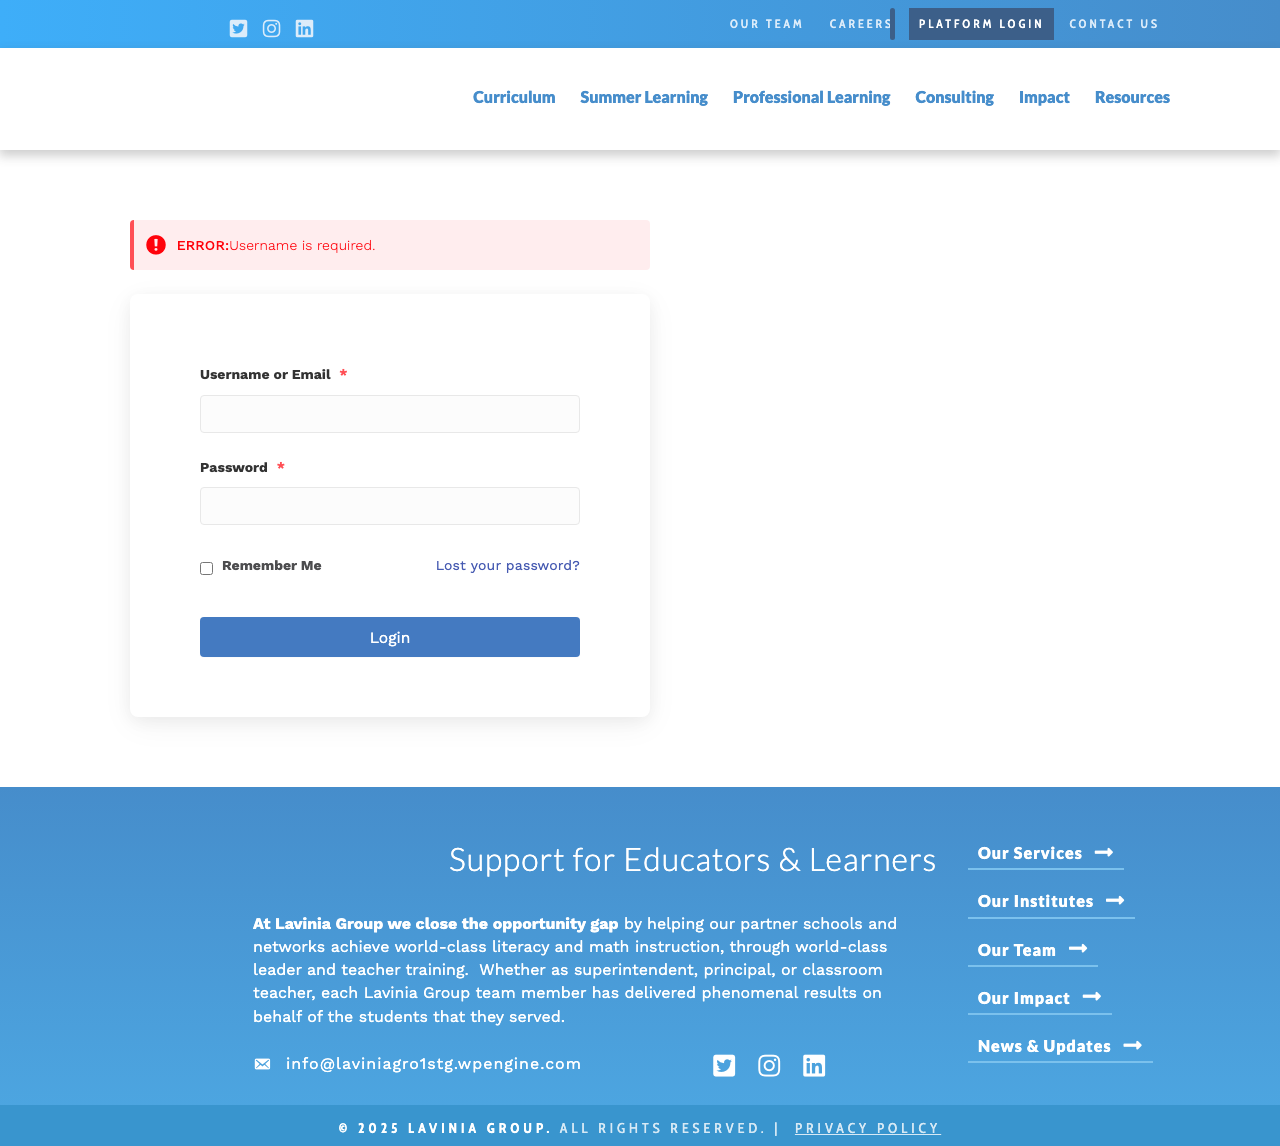 OUR TEAM CAREERS PLATFORM LOGIN CONTACT US
Curriculum Summer Learning Professional Learning Consulting Impact Resources
ERROR:Username is required.
Username or Email *
Password *
Remember Me Lost your password?
Login
Support for Educators & Learners
At Lavinia Group we close the opportunity gap by helping our partner schools and
networks achieve world-class literacy and math instruction, through world-class
leader and teacher training. Whether as superintendent, principal, or classroom
teacher, each Lavinia Group team member has delivered phenomenal results on
behalf of the students that they served.
info@laviniagro1stg.wpengine.com
Our Services
Our Institutes
Our Team
Our Impact
News & Updates
© 2025 LAVINIA GROUP. ALL RIGHTS RESERVED. | PRIVACY POLICY